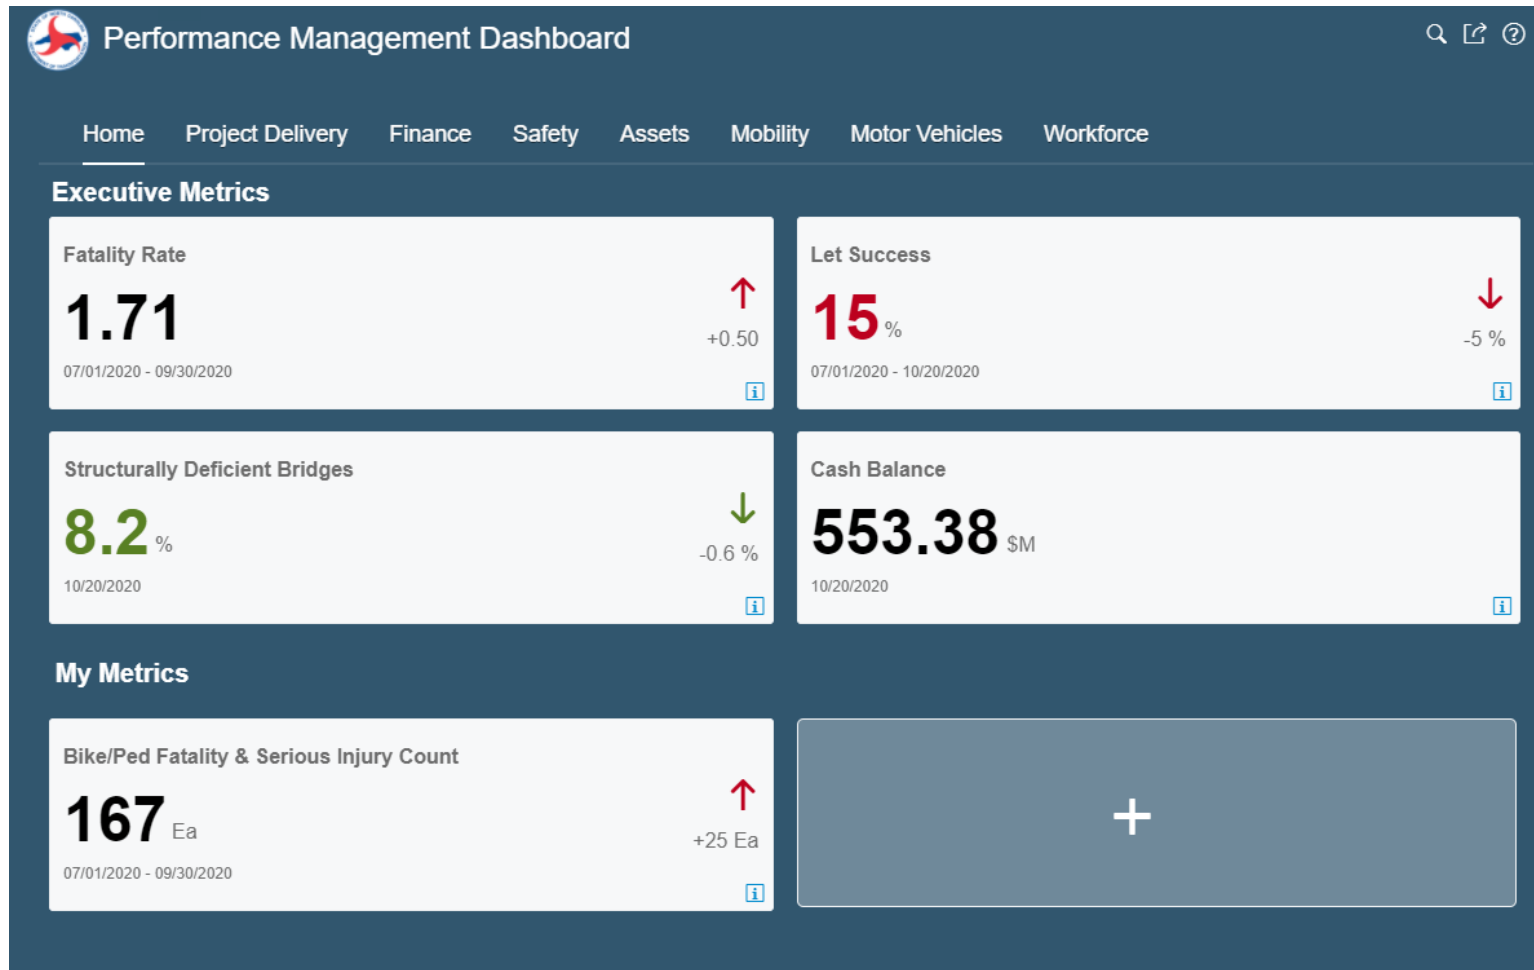 Performance Management Dashboard
Home Project Delivery Finance Safety Assets Mobility Motor Vehicles Workforce
Executive Metrics
Fatality Rate
1.71
+0.50
07/01/2020 - 09/30/2020
Let Success
15 %
-5 %
07/01/2020 - 10/20/2020
Structurally Deficient Bridges
8.2 %
-0.6 %
10/20/2020
Cash Balance
553.38 $M
10/20/2020
My Metrics
Bike/Ped Fatality & Serious Injury Count
167 Ea
+25 Ea
07/01/2020 - 09/30/2020